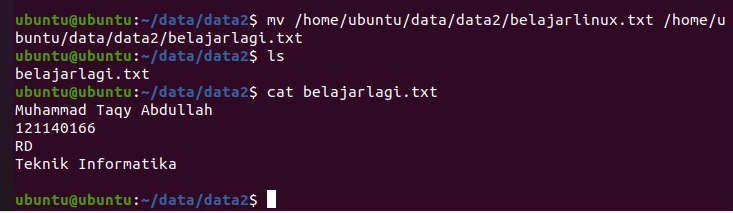 ubuntu@ubuntu:~/data/data2$ mv /home/ubuntu/data/data2/belajarlinux.txt /home/u
buntu/data/data2/belajarlagi.txt
ubuntu@ubuntu:~/data/data2$ ls
belajarlagi.txt
ubuntu@ubuntu:~/data/data2$ cat belajarlagi.txt
Muhammad Taqy Abdullah
121140166
RD
Teknik Informatika
ubuntu@ubuntu:~/data/data2$